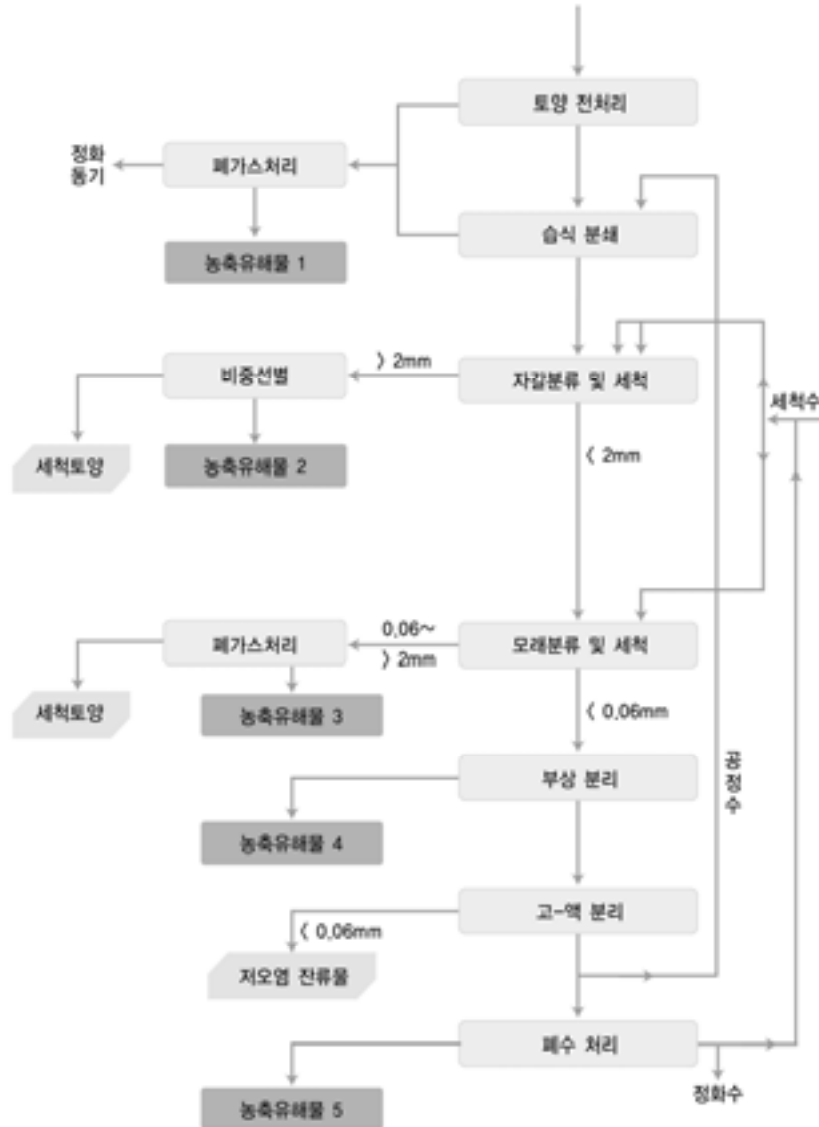 토양 전처리
정화
동기
폐가스처리
농축유해물 1
습식 분쇄
비중선별
> 2mm
자갈분류 및 세척
세척수
세척토양
농축유해물 2
< 2mm
폐가스처리
0.06~
> 2mm
모래분류 및 세척
세척토양
농축유해물 3
< 0.06mm
부상 분리
공
정
수
농축유해물 4
고-액 분리
< 0.06mm
저오염 잔류물
폐수 처리
농축유해물 5
정화수